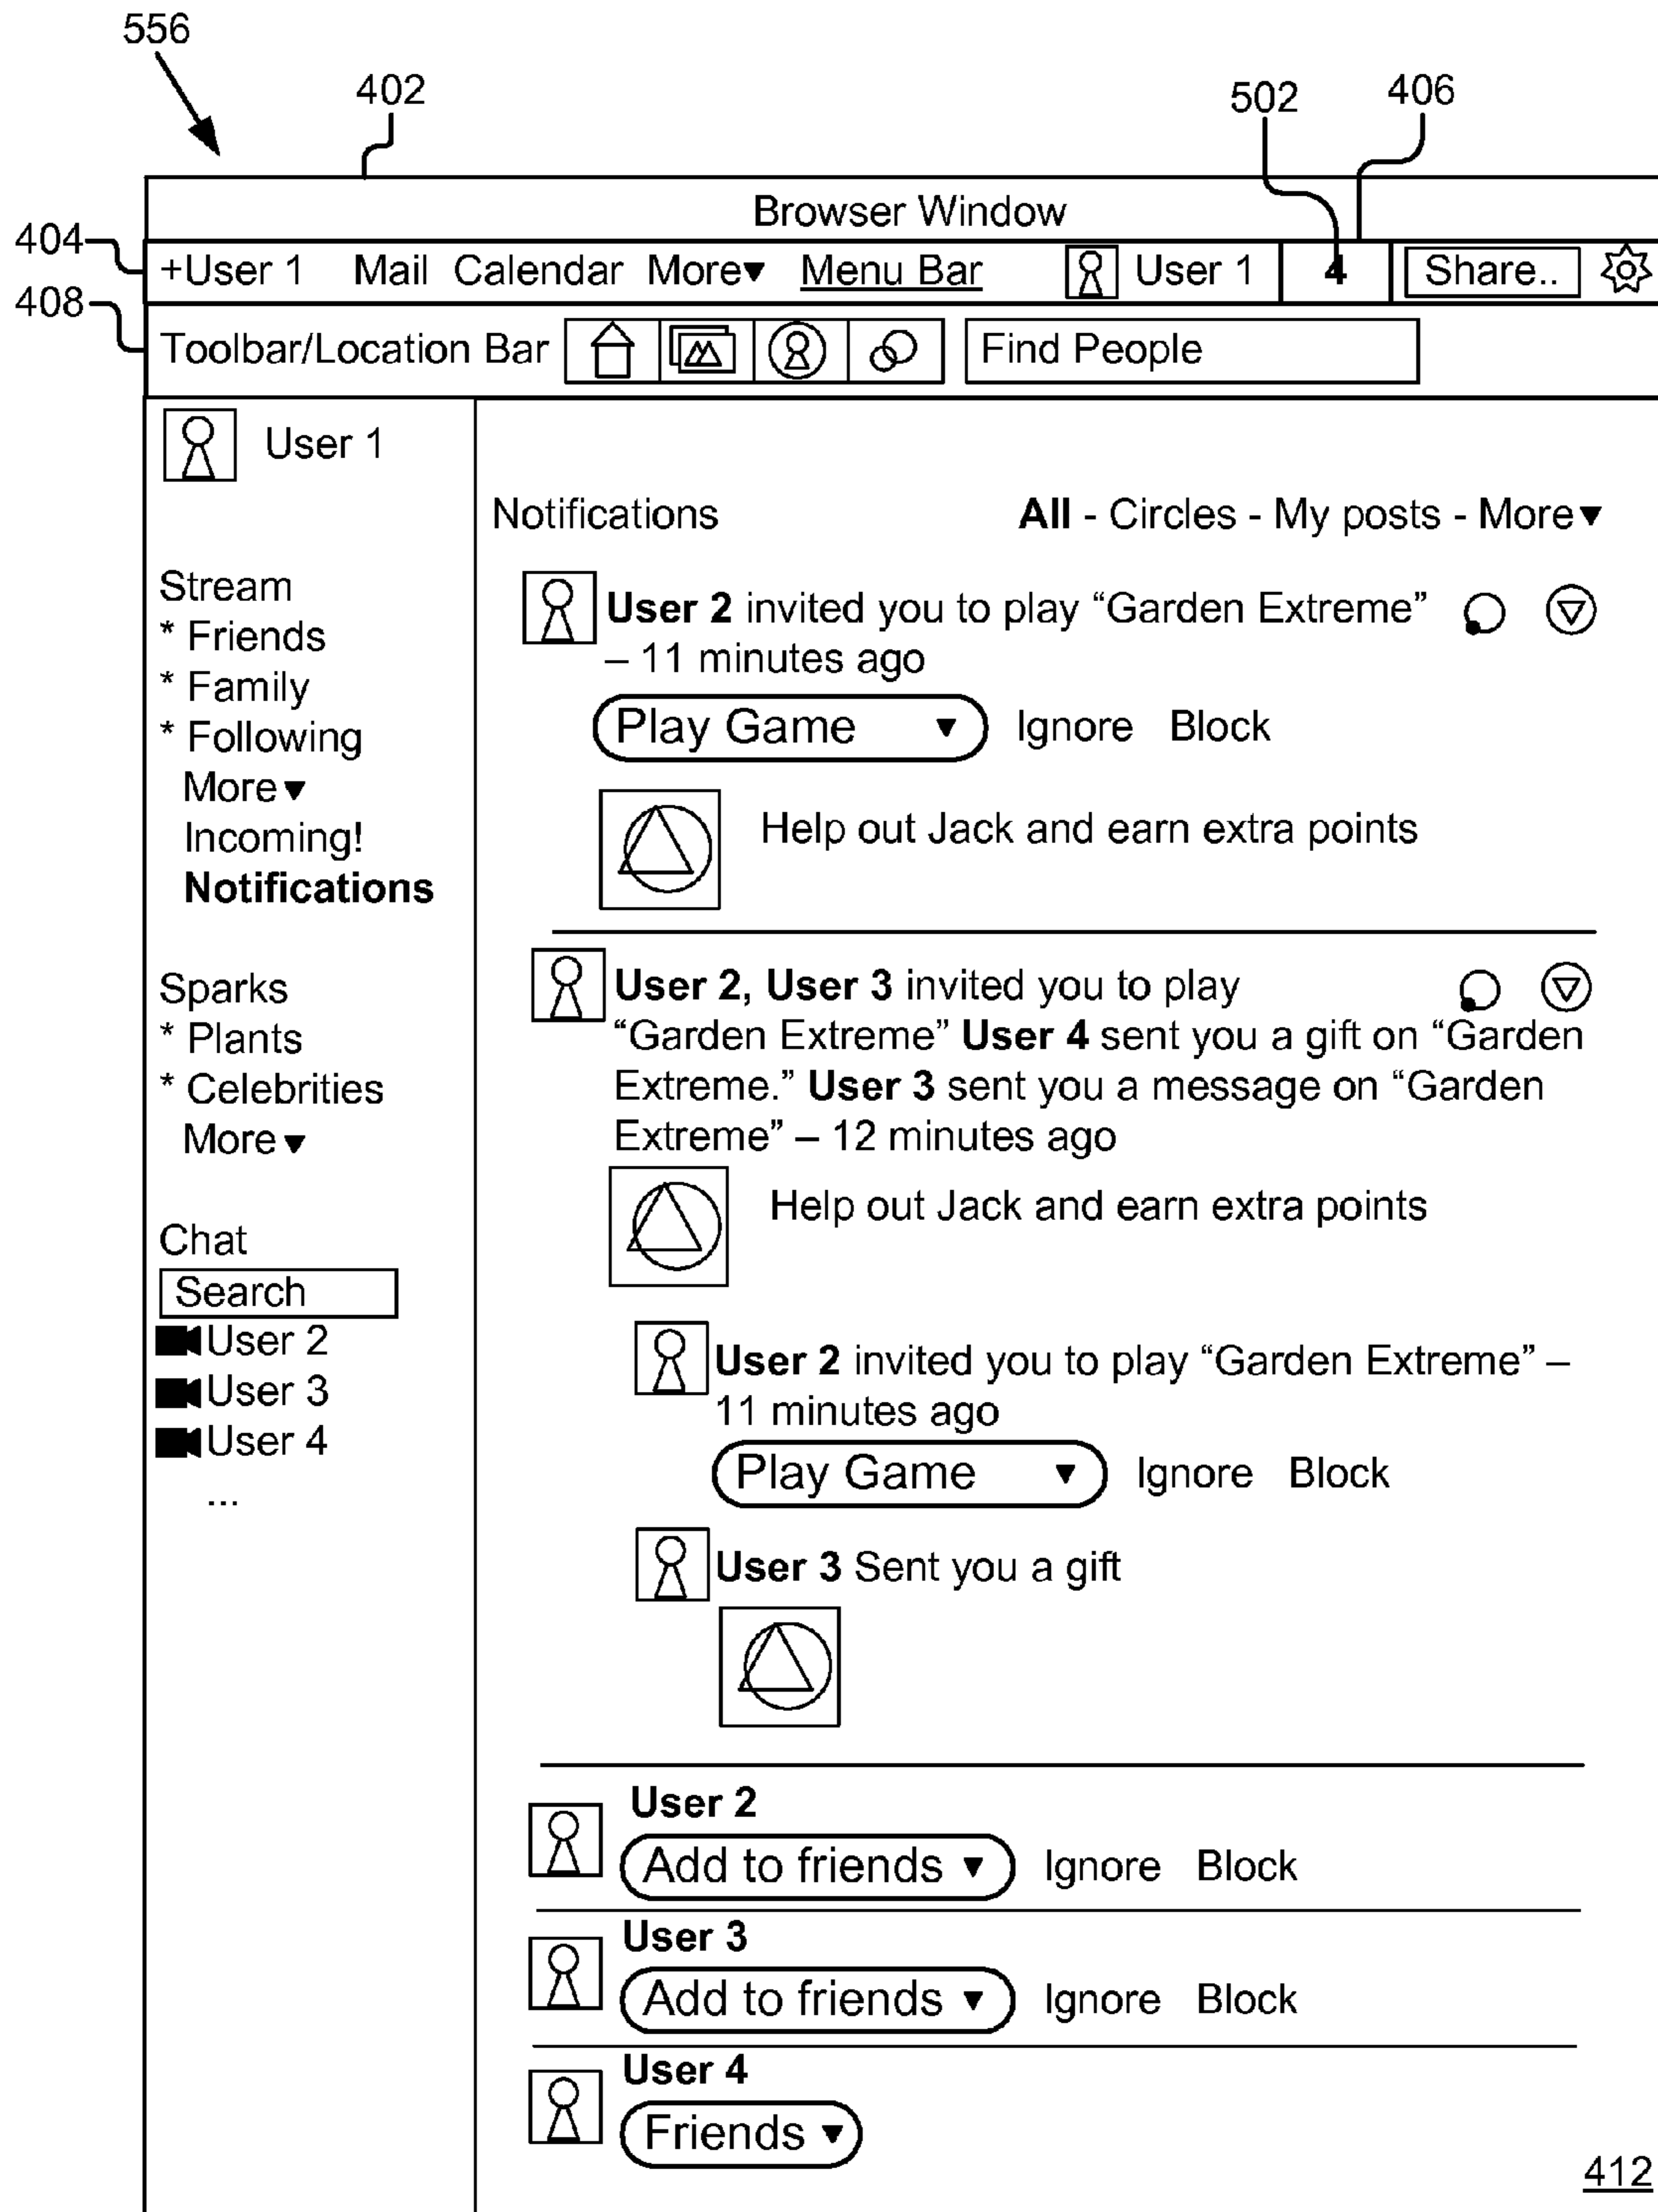 556
402
502
406
Browser Window
404
+User 1 Mail Calendar More▾ Menu Bar User 1 4 Share..
408
Toolbar/Location Bar Find People
User 1
Stream
* Friends
* Family
* Following
More▾
Incoming!
Notifications
Sparks
* Plants
* Celebrities
More▾
Chat
Search
User 2
User 3
User 4
...
Notifications All - Circles - My posts - More▾
User 2 invited you to play “Garden Extreme”
– 11 minutes ago
Play Game ▾ Ignore Block
Help out Jack and earn extra points
User 2, User 3 invited you to play
“Garden Extreme” User 4 sent you a gift on “Garden
Extreme.” User 3 sent you a message on “Garden
Extreme” – 12 minutes ago
Help out Jack and earn extra points
User 2 invited you to play “Garden Extreme” –
11 minutes ago
Play Game ▾ Ignore Block
User 3 Sent you a gift
User 2
Add to friends ▾ Ignore Block
User 3
Add to friends ▾ Ignore Block
User 4
Friends ▾
412